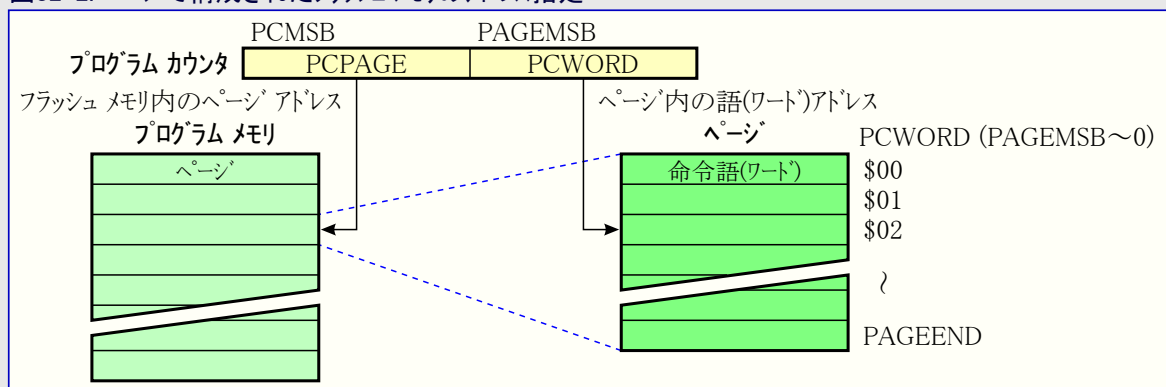 PCMSB PAGEMSB
プログラム カウンタ PCPAGE PCWORD
フラッシュ メモリ内のページ アドレス ページ内の語(ワード)アドレス
プログラム メモリ ページ PCWORD (PAGEMSB～0)
ページ 命令語(ワード) $00
$01
$02
~
PAGEEND